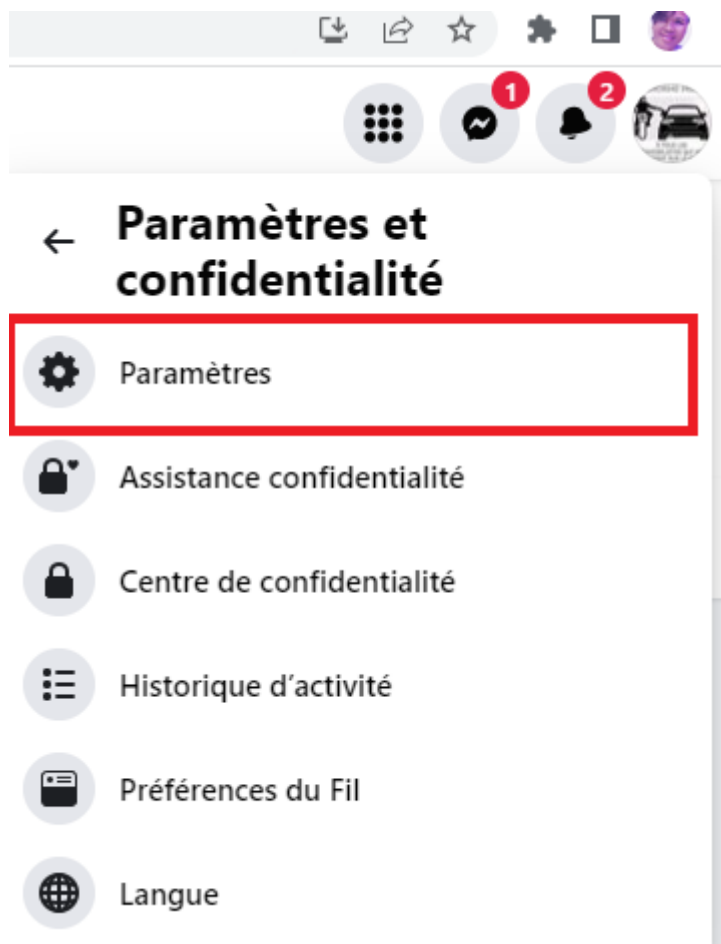 1
2
Paramètres et
confidentialité
Paramètres
Assistance confidentialité
Centre de confidentialité
Historique d’activité
Préférences du Fil
Langue